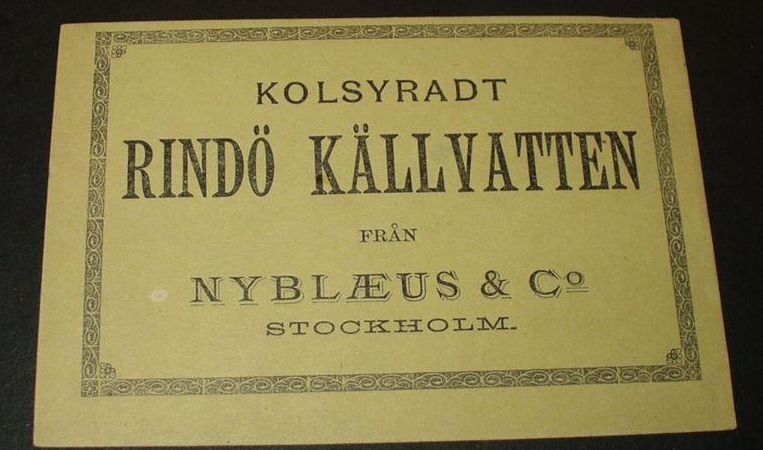 KOLSYRADT
RINDÖ KÄLLVATTEN
FRÅN
NYBLÆUS & Co
STOCKHOLM.